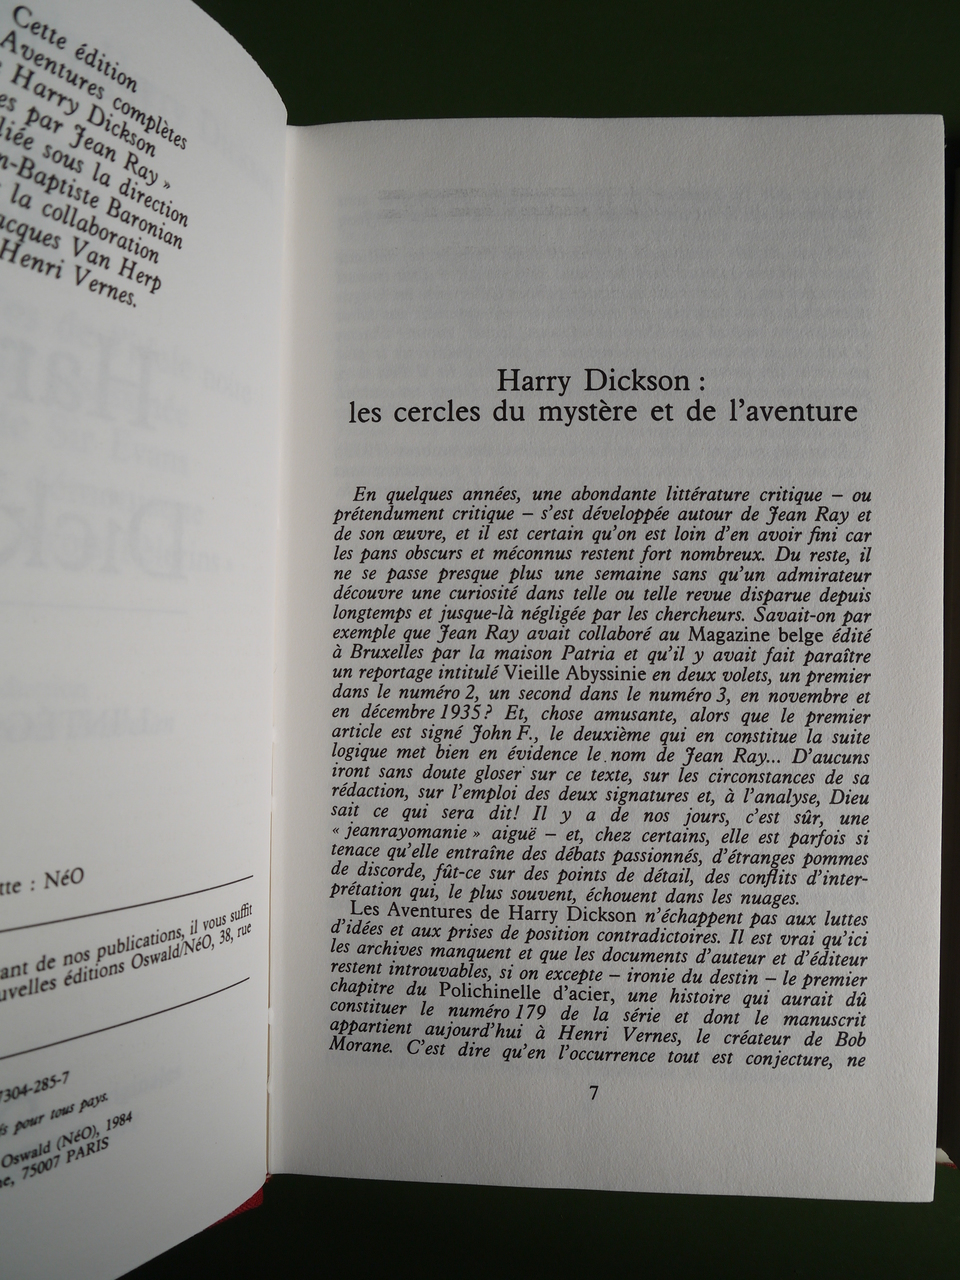 Cette édition
Aventures complètes
Harry Dickson
par Jean Ray »
sous la direction
Baptiste Baronian
la collaboration
Van Herp
Henri Vernes.
: NéO
de nos publications, il vous suffit
éditions Oswald/NéO, 38, rue
7304-285-7
pour tous pays.
Oswald (NéO), 1984
75007 PARIS
Harry Dickson :
les cercles du mystère et de l'aventure
En quelques années, une abondante littérature critique – ou
prétendument critique – s'est développée autour de Jean Ray et
de son œuvre, et il est certain qu'on est loin d'en avoir fini car
les pans obscurs et méconnus restent fort nombreux. Du reste, il
ne se passe presque plus une semaine sans qu'un admirateur
découvre une curiosité dans telle ou telle revue disparue depuis
longtemps et jusque-là négligée par les chercheurs. Savait-on par
exemple que Jean Ray avait collaboré au Magazine belge édité
à Bruxelles par la maison Patria et qu'il y avait fait paraître
un reportage intitulé Vieille Abyssinie en deux volets, un premier
dans le numéro 2, un second dans le numéro 3, en novembre et
en décembre 1935 ? Et, chose amusante, alors que le premier
article est signé John F., le deuxième qui en constitue la suite
logique met bien en évidence le nom de Jean Ray... D'aucuns
iront sans doute gloser sur ce texte, sur les circonstances de sa
rédaction, sur l'emploi des deux signatures et, à l'analyse, Dieu
sait ce qui sera dit! Il y a de nos jours, c'est sûr, une
« jeanrayomanie » aiguë – et, chez certains, elle est parfois si
tenace qu'elle entraîne des débats passionnés, d'étranges pommes
de discorde, fût-ce sur des points de détail, des conflits d'inter-
prétation qui, le plus souvent, échouent dans les nuages.
Les Aventures de Harry Dickson n'échappent pas aux luttes
d'idées et aux prises de position contradictoires. Il est vrai qu'ici
les archives manquent et que les documents d'auteur et d'éditeur
restent introuvables, si on excepte – ironie du destin – le premier
chapitre du Polichinelle d'acier, une histoire qui aurait dû
constituer le numéro 179 de la série et dont le manuscrit
appartient aujourd'hui à Henri Vernes, le créateur de Bob
Morane. C'est dire qu'en l'occurrence tout est conjecture, ne
7